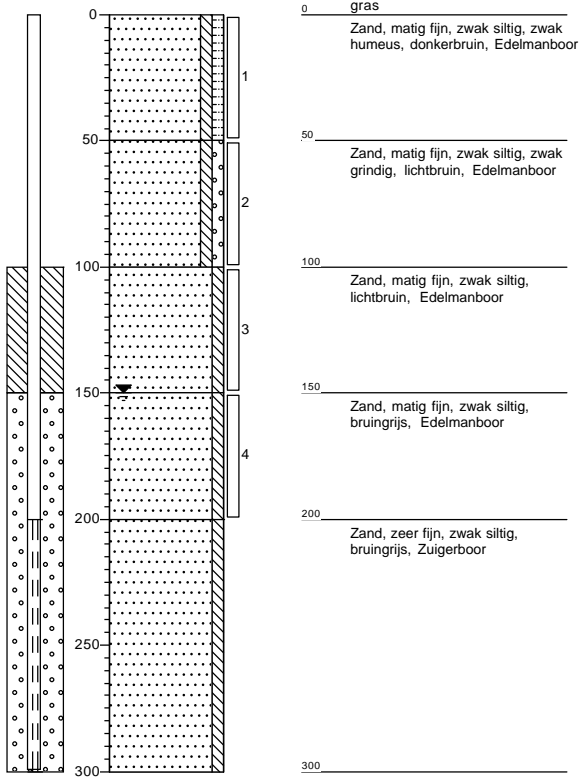 0
50
100
150
200
250
300
1
2
3
4
0
gras
Zand, matig fijn, zwak siltig, zwak
humeus, donkerbruin, Edelmanboor
50
Zand, matig fijn, zwak siltig, zwak
grindig, lichtbruin, Edelmanboor
100
Zand, matig fijn, zwak siltig,
lichtbruin, Edelmanboor
150
Zand, matig fijn, zwak siltig,
bruingrijs, Edelmanboor
200
Zand, zeer fijn, zwak siltig,
bruingrijs, Zuigerboor
300